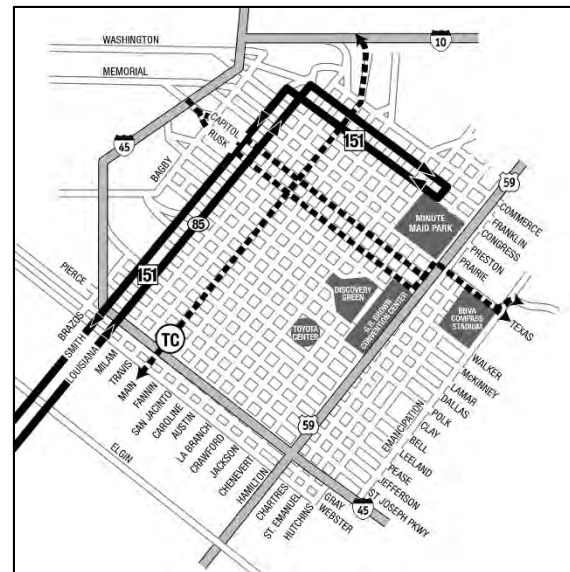 WASHINGTON
10
MEMORIAL
CAPITOL
RUSK
151
45
BAGBY
59
85
COMMERCE
FRANKLIN
CONGRESS
PRESTON
PRAIRIE
TEXAS
MINUTE
MAID PARK
151
PIERCE
BRAZOS
SMITH
LOUISIANA
MILAM
TRAVIS
MAIN
FANNIN
SAN JACINTO
CAROLINE
AUSTIN
LA BRANCH
CRAWFORD
JACKSON
CHENEVERT
HAMILTON
TC
DISCOVERY
GREEN
TOYOTA
CENTER
G.R. BROWN
CONVENTION CENTER
BBVA
COMPASS
STADIUM
WALKER
McKINNEY
LAMAR
DALLAS
POLK
CLAY
BELL
LEELAND
PEASE
JEFFERSON
ST JOSEPH PKWY
EMANCIPATION
59
ELGIN
CHARTRES
ST. EMANUEL
HUTCHINS
GRAY
WEBSTER
45